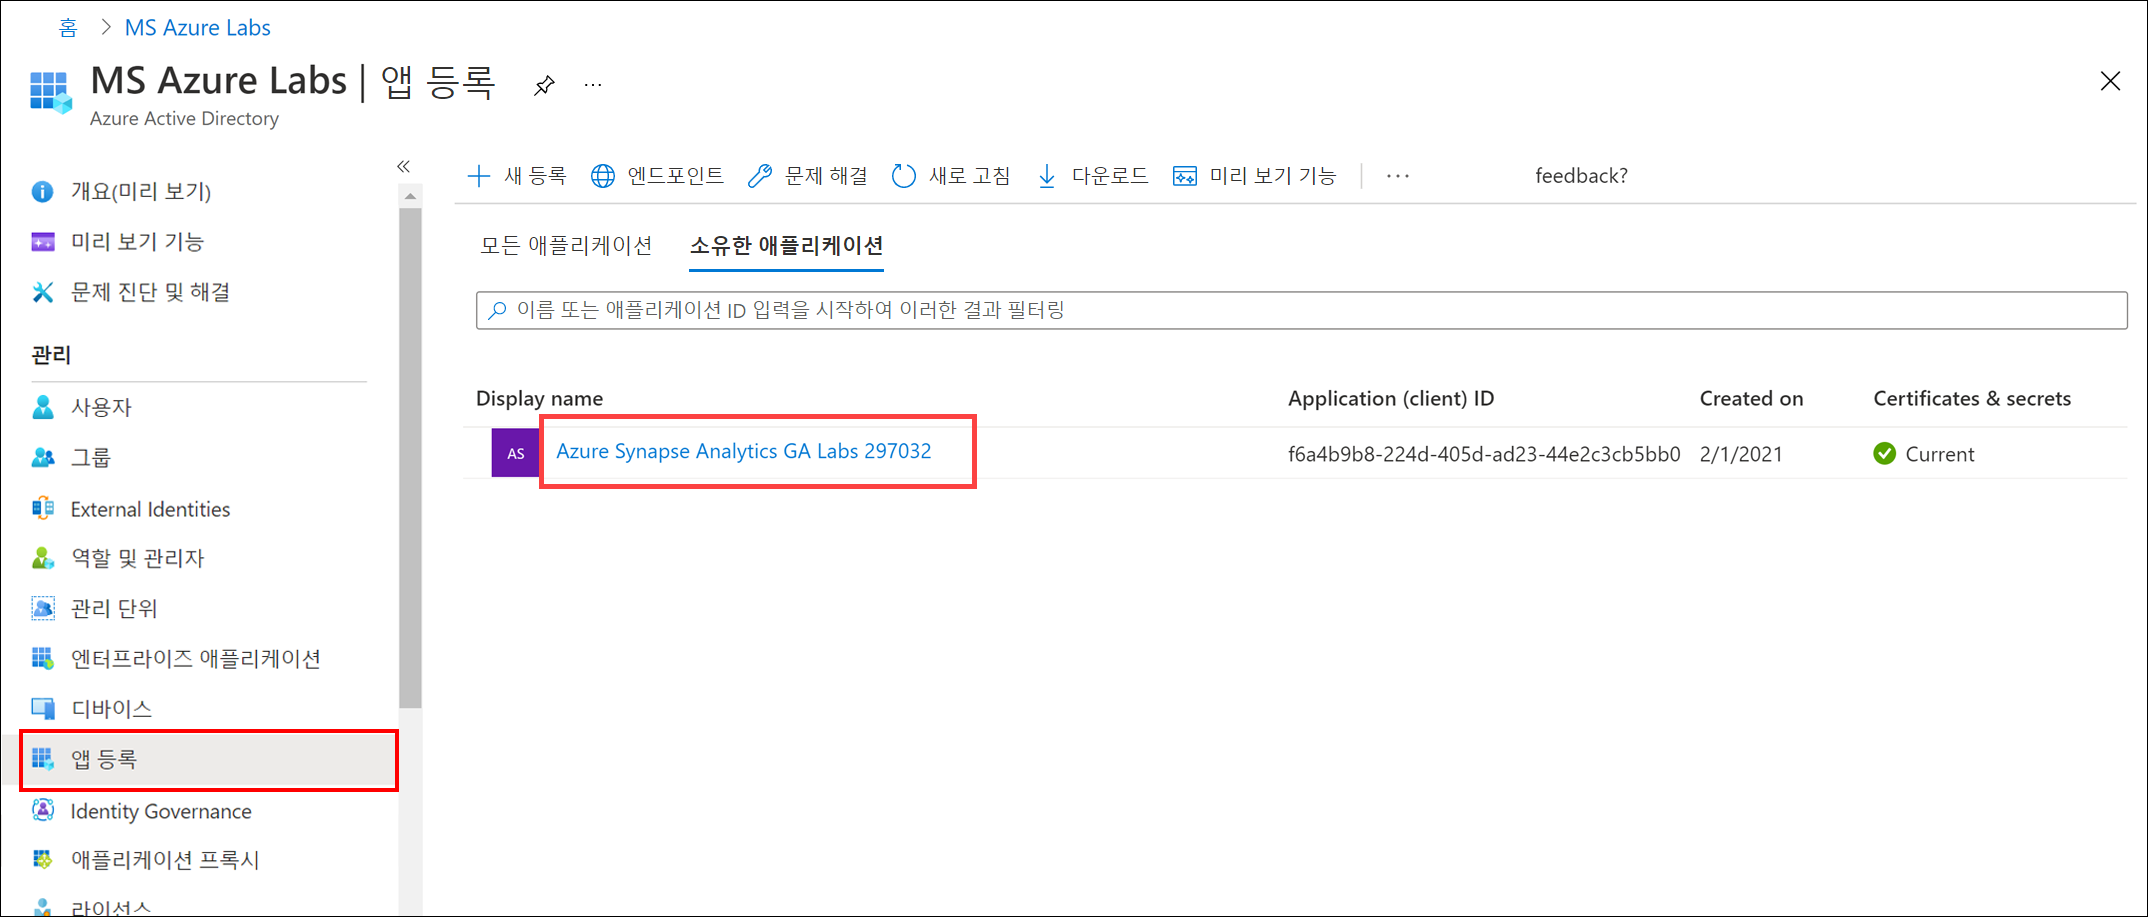 홈 > MS Azure Labs
MS Azure Labs | 앱 등록 ...
Azure Active Directory
«
개요(미리 보기)
미리 보기 기능
문제 진단 및 해결
관리
사용자
그룹
External Identities
역할 및 관리자
관리 단위
엔터프라이즈 애플리케이션
디바이스
앱 등록
Identity Governance
애플리케이션 프록시
라이선스
새 등록 엔드포인트 문제 해결 새로 고침 다운로드 미리 보기 기능 ... feedback?
모든 애플리케이션 소유한 애플리케이션
이름 또는 애플리케이션 ID 입력을 시작하여 이러한 결과 필터링
Display name Application (client) ID Created on Certificates & secrets
AS Azure Synapse Analytics GA Labs 297032 f6a4b9b8-224d-405d-ad23-44e2c3cb5bb0 2/1/2021 Current